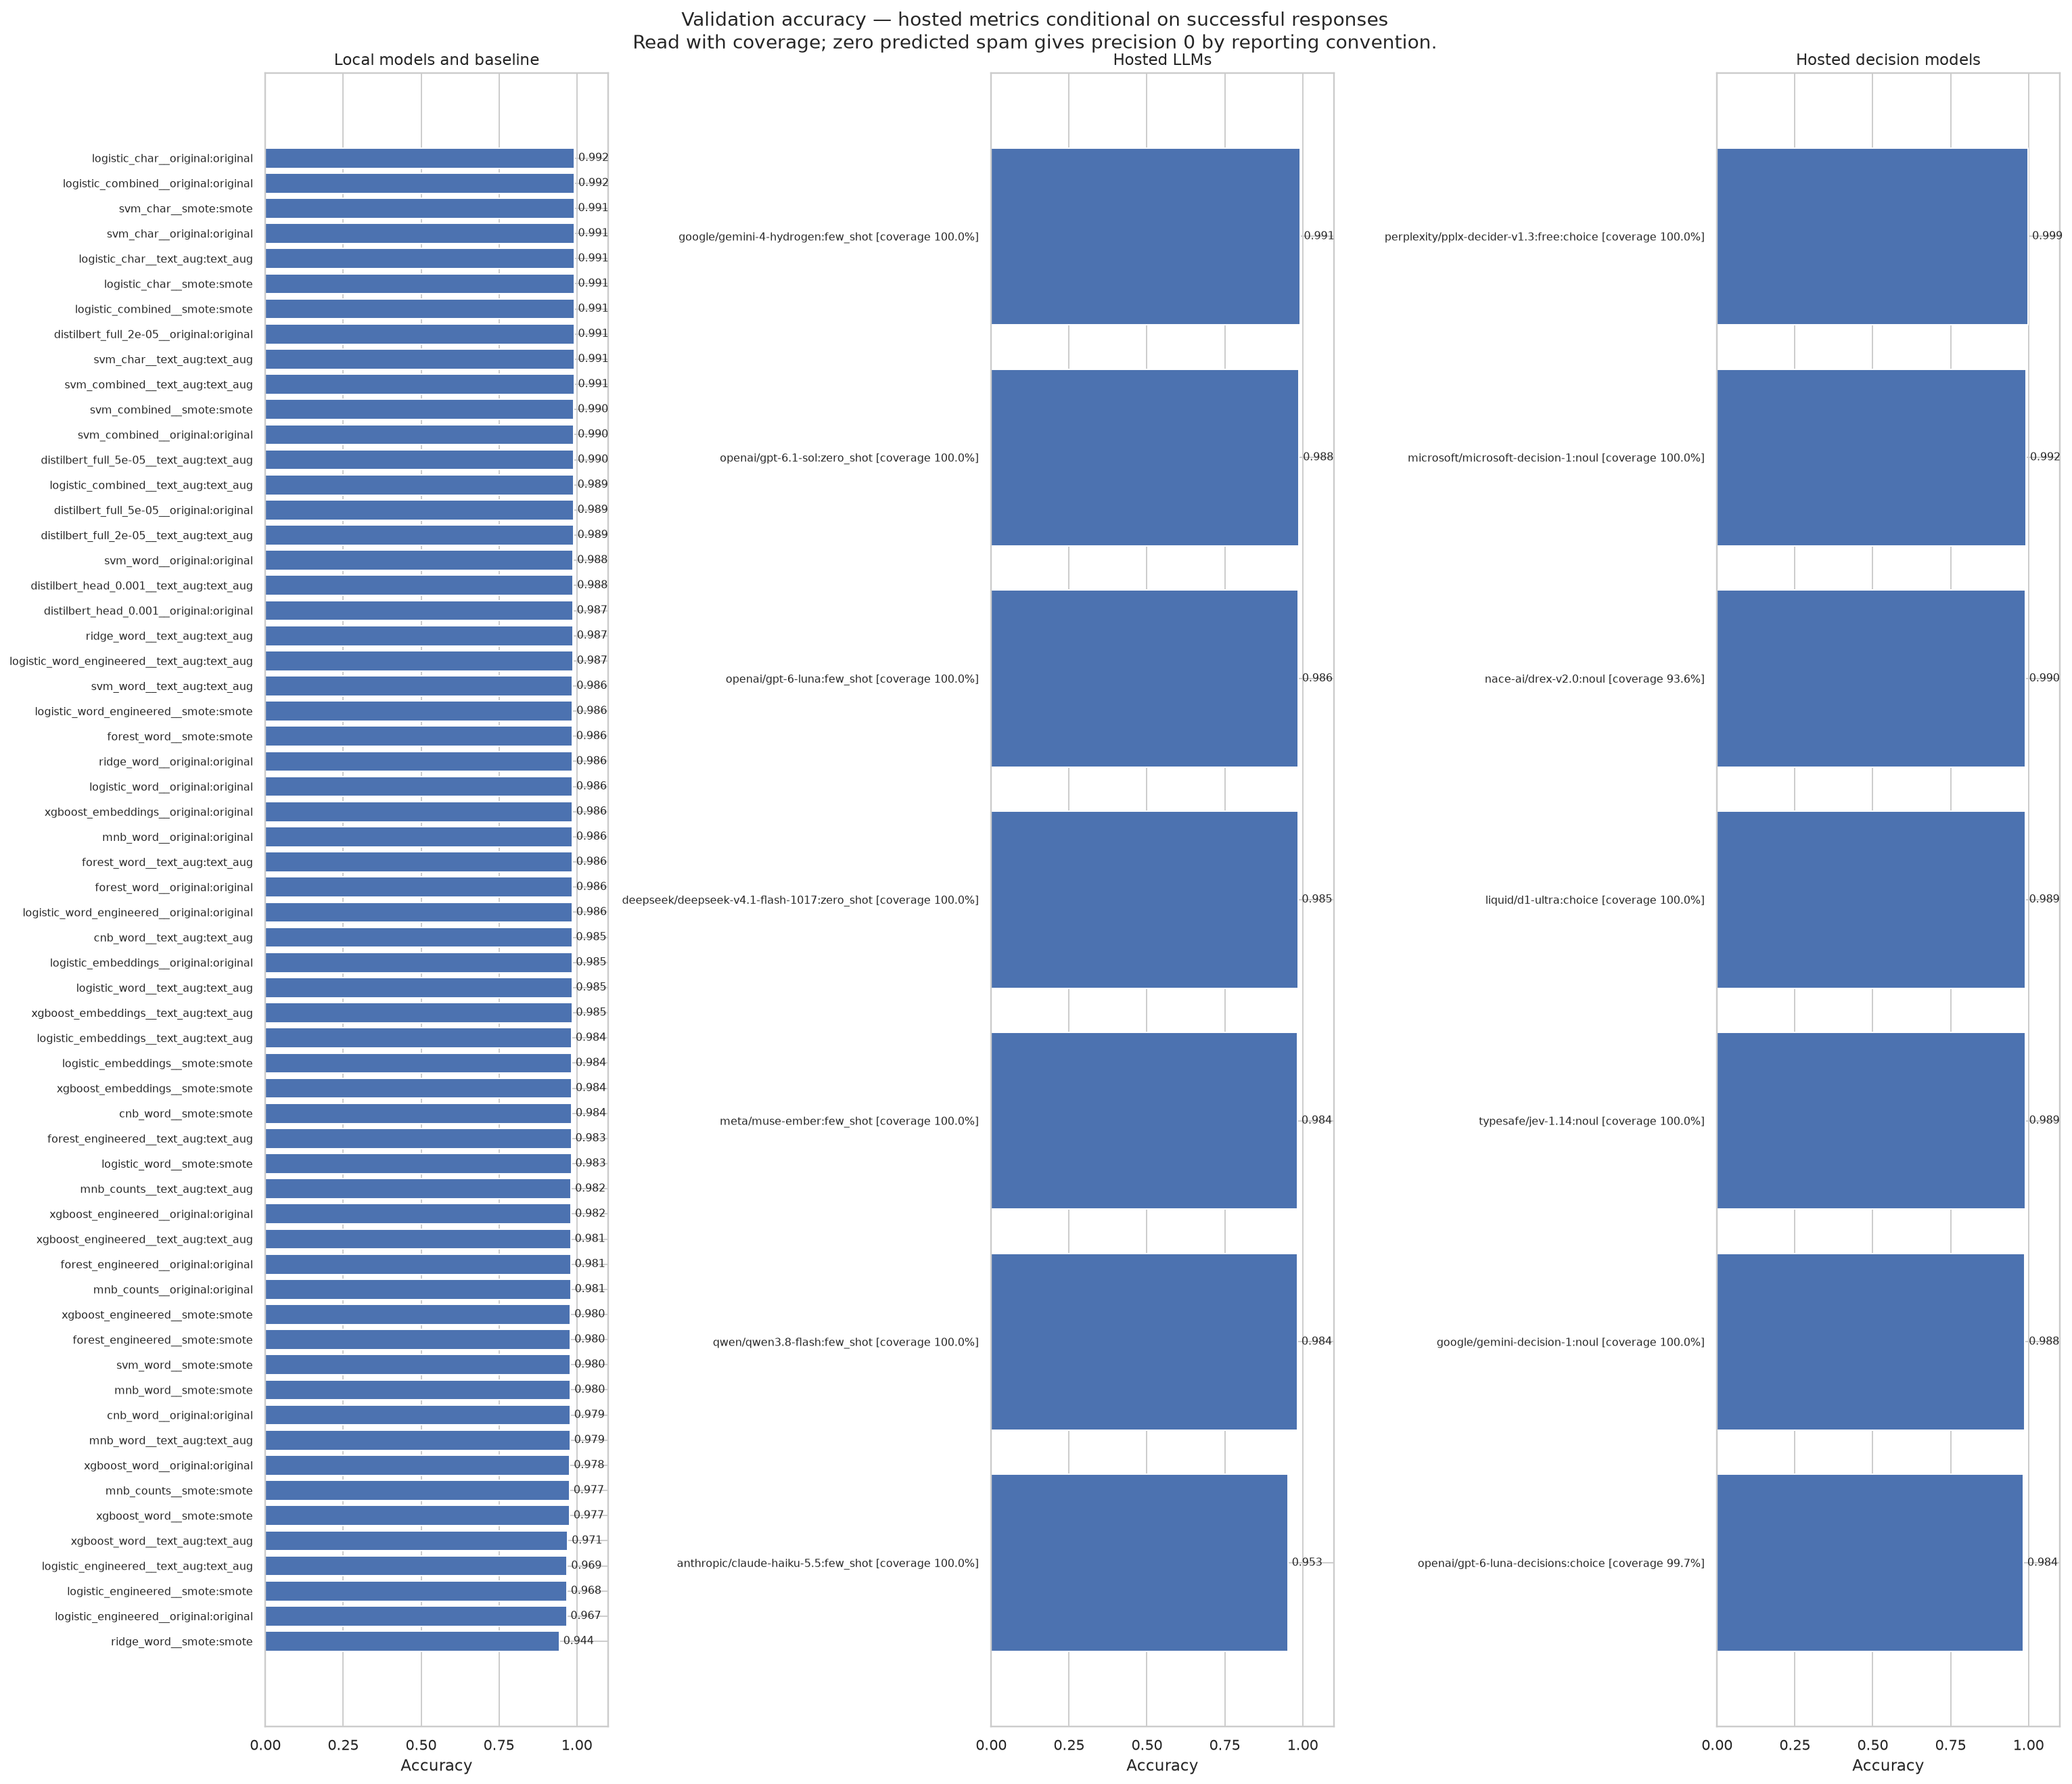 Validation accuracy — hosted metrics conditional on successful responses
Read with coverage; zero predicted spam gives precision 0 by reporting convention.
Local models and baseline
logistic_char__original:original 0.992
logistic_combined__original:original 0.992
svm_char__smote:smote 0.991
svm_char__original:original 0.991
logistic_char__text_aug:text_aug 0.991
logistic_char__smote:smote 0.991
logistic_combined__smote:smote 0.991
distilbert_full_2e-05__original:original 0.991
svm_char__text_aug:text_aug 0.991
svm_combined__text_aug:text_aug 0.991
svm_combined__smote:smote 0.990
svm_combined__original:original 0.990
distilbert_full_5e-05__text_aug:text_aug 0.990
logistic_combined__text_aug:text_aug 0.989
distilbert_full_5e-05__original:original 0.989
distilbert_full_2e-05__text_aug:text_aug 0.989
svm_word__original:original 0.988
distilbert_head_0.001__text_aug:text_aug 0.988
distilbert_head_0.001__original:original 0.987
ridge_word__text_aug:text_aug 0.987
logistic_word_engineered__text_aug:text_aug 0.987
svm_word__text_aug:text_aug 0.986
logistic_word_engineered__smote:smote 0.986
forest_word__smote:smote 0.986
ridge_word__original:original 0.986
logistic_word__original:original 0.986
xgboost_embeddings__original:original 0.986
mnb_word__original:original 0.986
forest_word__text_aug:text_aug 0.986
forest_word__original:original 0.986
logistic_word_engineered__original:original 0.986
cnb_word__text_aug:text_aug 0.985
logistic_embeddings__original:original 0.985
logistic_word__text_aug:text_aug 0.985
xgboost_embeddings__text_aug:text_aug 0.985
logistic_embeddings__text_aug:text_aug 0.984
logistic_embeddings__smote:smote 0.984
xgboost_embeddings__smote:smote 0.984
cnb_word__smote:smote 0.984
forest_engineered__text_aug:text_aug 0.983
logistic_word__smote:smote 0.983
mnb_counts__text_aug:text_aug 0.982
xgboost_engineered__original:original 0.982
xgboost_engineered__text_aug:text_aug 0.981
forest_engineered__original:original 0.981
mnb_counts__original:original 0.981
xgboost_engineered__smote:smote 0.980
forest_engineered__smote:smote 0.980
svm_word__smote:smote 0.980
mnb_word__smote:smote 0.980
cnb_word__original:original 0.979
mnb_word__text_aug:text_aug 0.979
xgboost_word__original:original 0.978
mnb_counts__smote:smote 0.977
xgboost_word__smote:smote 0.977
xgboost_word__text_aug:text_aug 0.971
logistic_engineered__text_aug:text_aug 0.969
logistic_engineered__smote:smote 0.968
logistic_engineered__original:original 0.967
ridge_word__smote:smote 0.944
0.00 0.25 0.50 0.75 1.00
Accuracy
Hosted LLMs
google/gemini-4-hydrogen:few_shot [coverage 100.0%] 0.991
openai/gpt-6.1-sol:zero_shot [coverage 100.0%] 0.988
openai/gpt-6-luna:few_shot [coverage 100.0%] 0.986
deepseek/deepseek-v4.1-flash-1017:zero_shot [coverage 100.0%] 0.985
meta/muse-ember:few_shot [coverage 100.0%] 0.984
qwen/qwen3.8-flash:few_shot [coverage 100.0%] 0.984
anthropic/claude-haiku-5.5:few_shot [coverage 100.0%] 0.953
0.00 0.25 0.50 0.75 1.00
Accuracy
Hosted decision models
perplexity/pplx-decider-v1.3:free:choice [coverage 100.0%] 0.999
microsoft/microsoft-decision-1:noul [coverage 100.0%] 0.992
nace-ai/drex-v2.0:noul [coverage 93.6%] 0.990
liquid/d1-ultra:choice [coverage 100.0%] 0.989
typesafe/jev-1.14:noul [coverage 100.0%] 0.989
google/gemini-decision-1:noul [coverage 100.0%] 0.988
openai/gpt-6-luna-decisions:choice [coverage 99.7%] 0.984
0.00 0.25 0.50 0.75 1.00
Accuracy